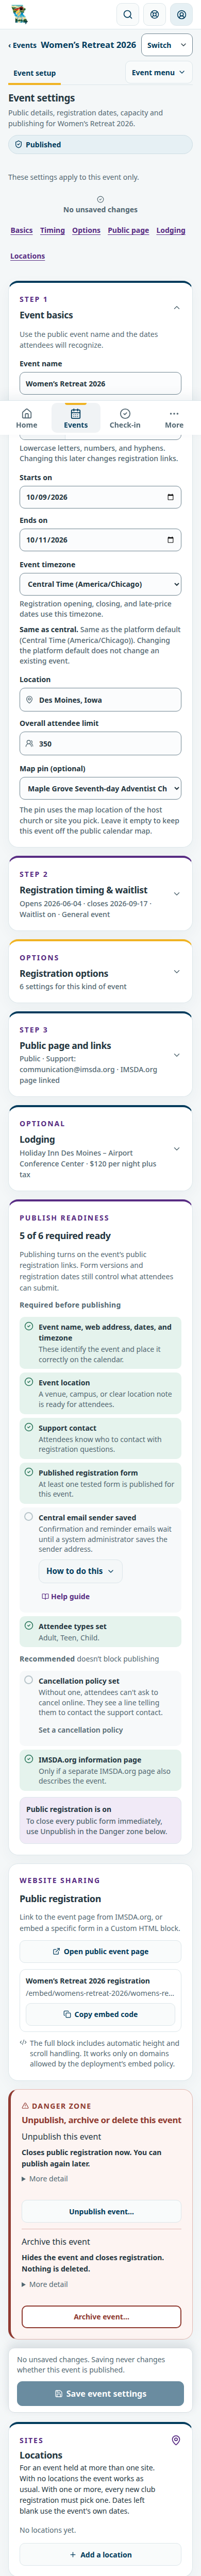 ‹ Events Women's Retreat 2026 Switch
Event setup Event menu
Event settings
Public details, registration dates, capacity and
publishing for Women's Retreat 2026.
Published
These settings apply to this event only.
No unsaved changes
Basics Timing Options Public page Lodging
Locations
STEP 1
Event basics
Use the public event name and the dates
attendees will recognize.
Event name
Women's Retreat 2026
Home Events Check-in More
Lowercase letters, numbers, and hyphens.
Changing this later changes registration links.
Starts on
10/09/2026
Ends on
10/11/2026
Event timezone
Central Time (America/Chicago)
Registration opening, closing, and late-price
dates use this timezone.
Same as central. Same as the platform default
(Central Time (America/Chicago)). Changing
the platform default does not change an
existing event.
Location
Des Moines, Iowa
Overall attendee limit
350
Map pin (optional)
Maple Grove Seventh-day Adventist Ch
The pin uses the map location of the host
church or site you pick. Leave it empty to keep
this event off the public calendar map.
STEP 2
Registration timing & waitlist
Opens 2026-06-04 · closes 2026-09-17 ·
Waitlist on · General event
OPTIONS
Registration options
6 settings for this kind of event
STEP 3
Public page and links
Public · Support:
communication@imsda.org · IMSDA.org
page linked
OPTIONAL
Lodging
Holiday Inn Des Moines – Airport
Conference Center · $120 per night plus
tax
PUBLISH READINESS
5 of 6 required ready
Publishing turns on the event's public
registration links. Form versions and
registration dates still control what attendees
can submit.
Required before publishing
Event name, web address, dates, and
timezone
These identify the event and place it
correctly on the calendar.
Event location
A venue, campus, or clear location note
is ready for attendees.
Support contact
Attendees know who to contact with
registration questions.
Published registration form
At least one tested form is published for
this event.
Central email sender saved
Confirmation and reminder emails wait
until a system administrator saves the
sender address.
How to do this
Help guide
Attendee types set
Adult, Teen, Child.
Recommended doesn't block publishing
Cancellation policy set
Without one, attendees can't ask to
cancel online. They see a line telling
them to contact the support contact.
Set a cancellation policy
IMSDA.org information page
Only if a separate IMSDA.org page also
describes the event.
Public registration is on
To close every public form immediately,
use Unpublish in the Danger zone below.
WEBSITE SHARING
Public registration
Link to the event page from IMSDA.org, or
embed a specific form in a Custom HTML block.
Open public event page
Women's Retreat 2026 registration
/embed/womens-retreat-2026/womens-re...
Copy embed code
The full block includes automatic height and
scroll handling. It works only on domains
allowed by the deployment's embed policy.
DANGER ZONE
Unpublish, archive or delete this event
Unpublish this event
Closes public registration now. You can
publish again later.
More detail
Unpublish event...
Archive this event
Hides the event and closes registration.
Nothing is deleted.
More detail
Archive event...
No unsaved changes. Saving never changes
whether this event is published.
Save event settings
SITES
Locations
For an event held at more than one site.
With no locations the event works as
usual. With one or more, every new club
registration must pick one. Dates left
blank use the event's own dates.
No locations yet.
Add a location